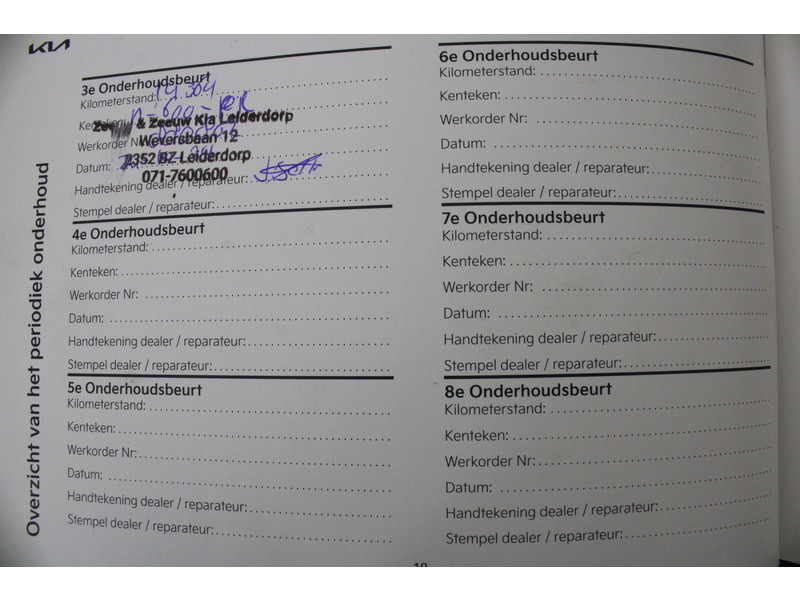 KIA
Overzicht van het periodiek onderhoud
3e Onderhoudsbeurt
Kilometerstand: 14.304
Kenteken:
Zeeuw & Zeeuw Kia Leiderdorp
Werkorder Nr:
Weversbaan 12
Datum:
2352 BZ Leiderdorp
071-7600600
Handtekening dealer / reparateur:
Stempel dealer / reparateur:
4e Onderhoudsbeurt
Kilometerstand:
Kenteken:
Werkorder Nr:
Datum:
Handtekening dealer / reparateur:
Stempel dealer / reparateur:
5e Onderhoudsbeurt
Kilometerstand:
Kenteken:
Werkorder Nr:
Datum:
Handtekening dealer / reparateur:
Stempel dealer / reparateur:
6e Onderhoudsbeurt
Kilometerstand:
Kenteken:
Werkorder Nr:
Datum:
Handtekening dealer / reparateur:
Stempel dealer / reparateur:
7e Onderhoudsbeurt
Kilometerstand:
Kenteken:
Werkorder Nr:
Datum:
Handtekening dealer / reparateur:
Stempel dealer / reparateur:
8e Onderhoudsbeurt
Kilometerstand:
Kenteken:
Werkorder Nr:
Datum:
Handtekening dealer / reparateur:
Stempel dealer / reparateur: